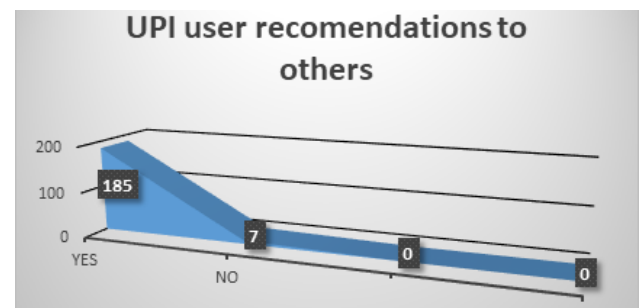 UPI user recomendations to
others
200
100
0
185
7
0
0
YES
NO